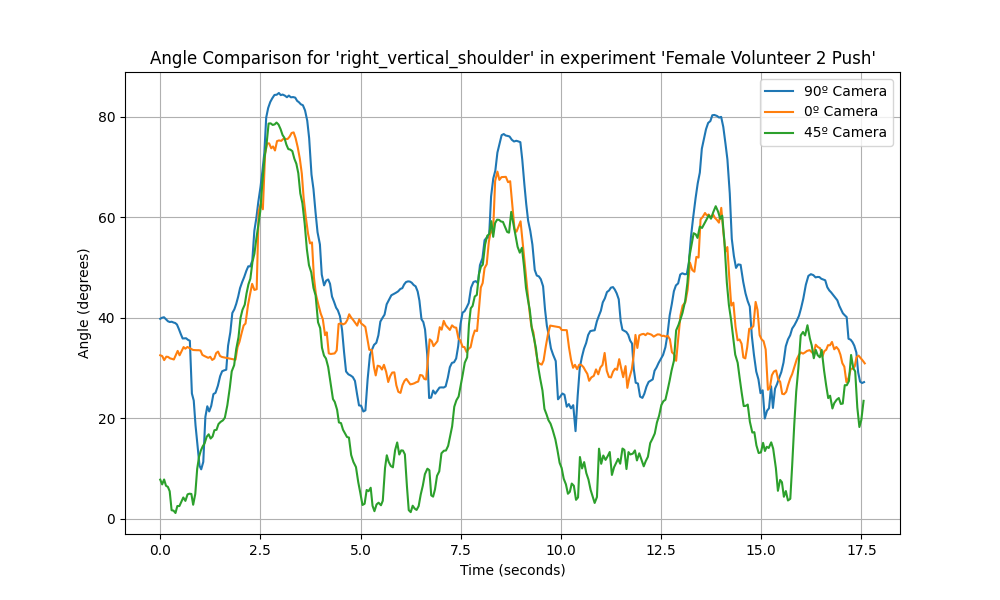 Angle Comparison for 'right_vertical_shoulder' in experiment 'Female Volunteer 2 Push'
90º Camera
0º Camera
45º Camera
Angle (degrees)
80
60
40
20
0
0.0 2.5 5.0 7.5 10.0 12.5 15.0 17.5
Time (seconds)